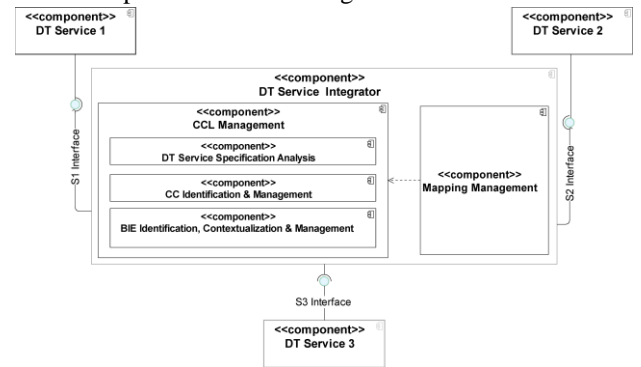 <<component>>
DT Service 1
<<component>>
DT Service 2
<<component>>
DT Service Integrator
<<component>>
CCL Management
<<component>>
DT Service Specification Analysis
<<component>>
CC Identification & Management
<<component>>
BIE Identification, Contextualization & Management
<<component>>
Mapping Management
S1 Interface
S2 Interface
S3 Interface
<<component>>
DT Service 3